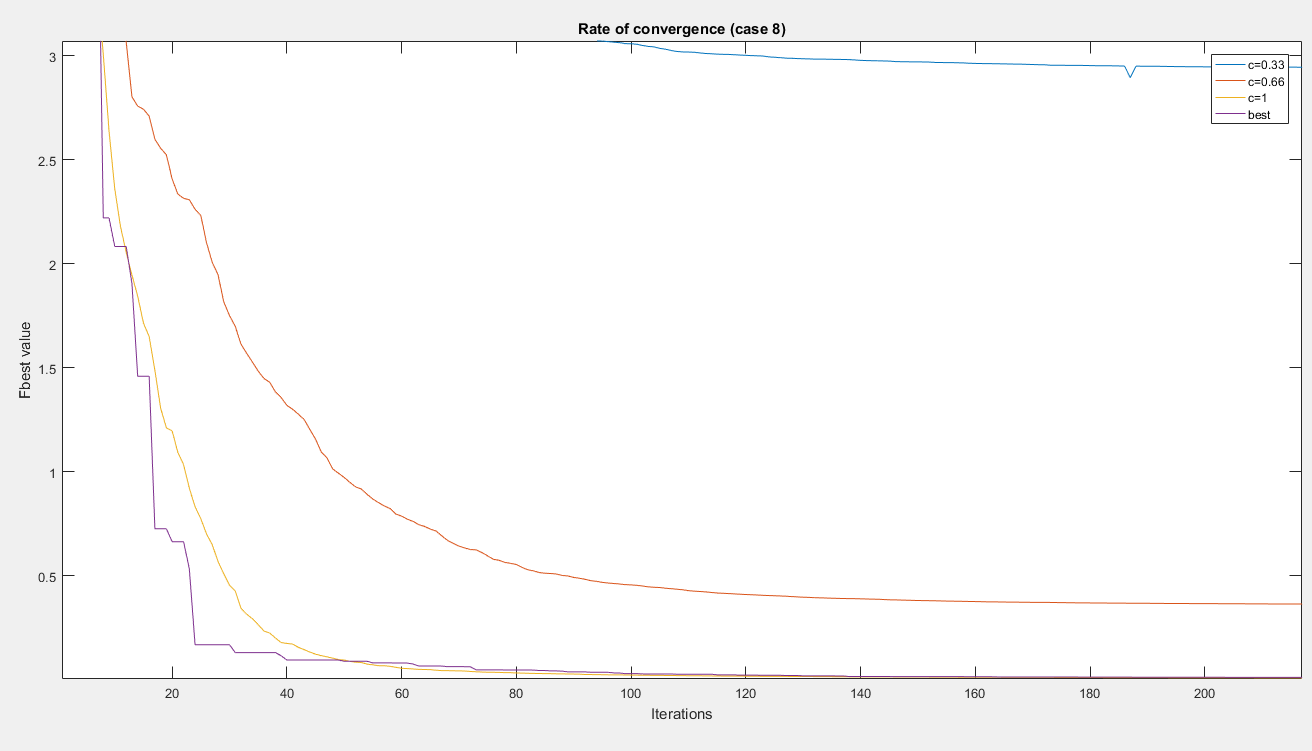 Rate of convergence (case 8)
3
2.5
2
1.5
1
0.5
Fbest value
c=0.33
c=0.66
c=1
best
20 40 60 80 100 120 140 160 180 200
Iterations